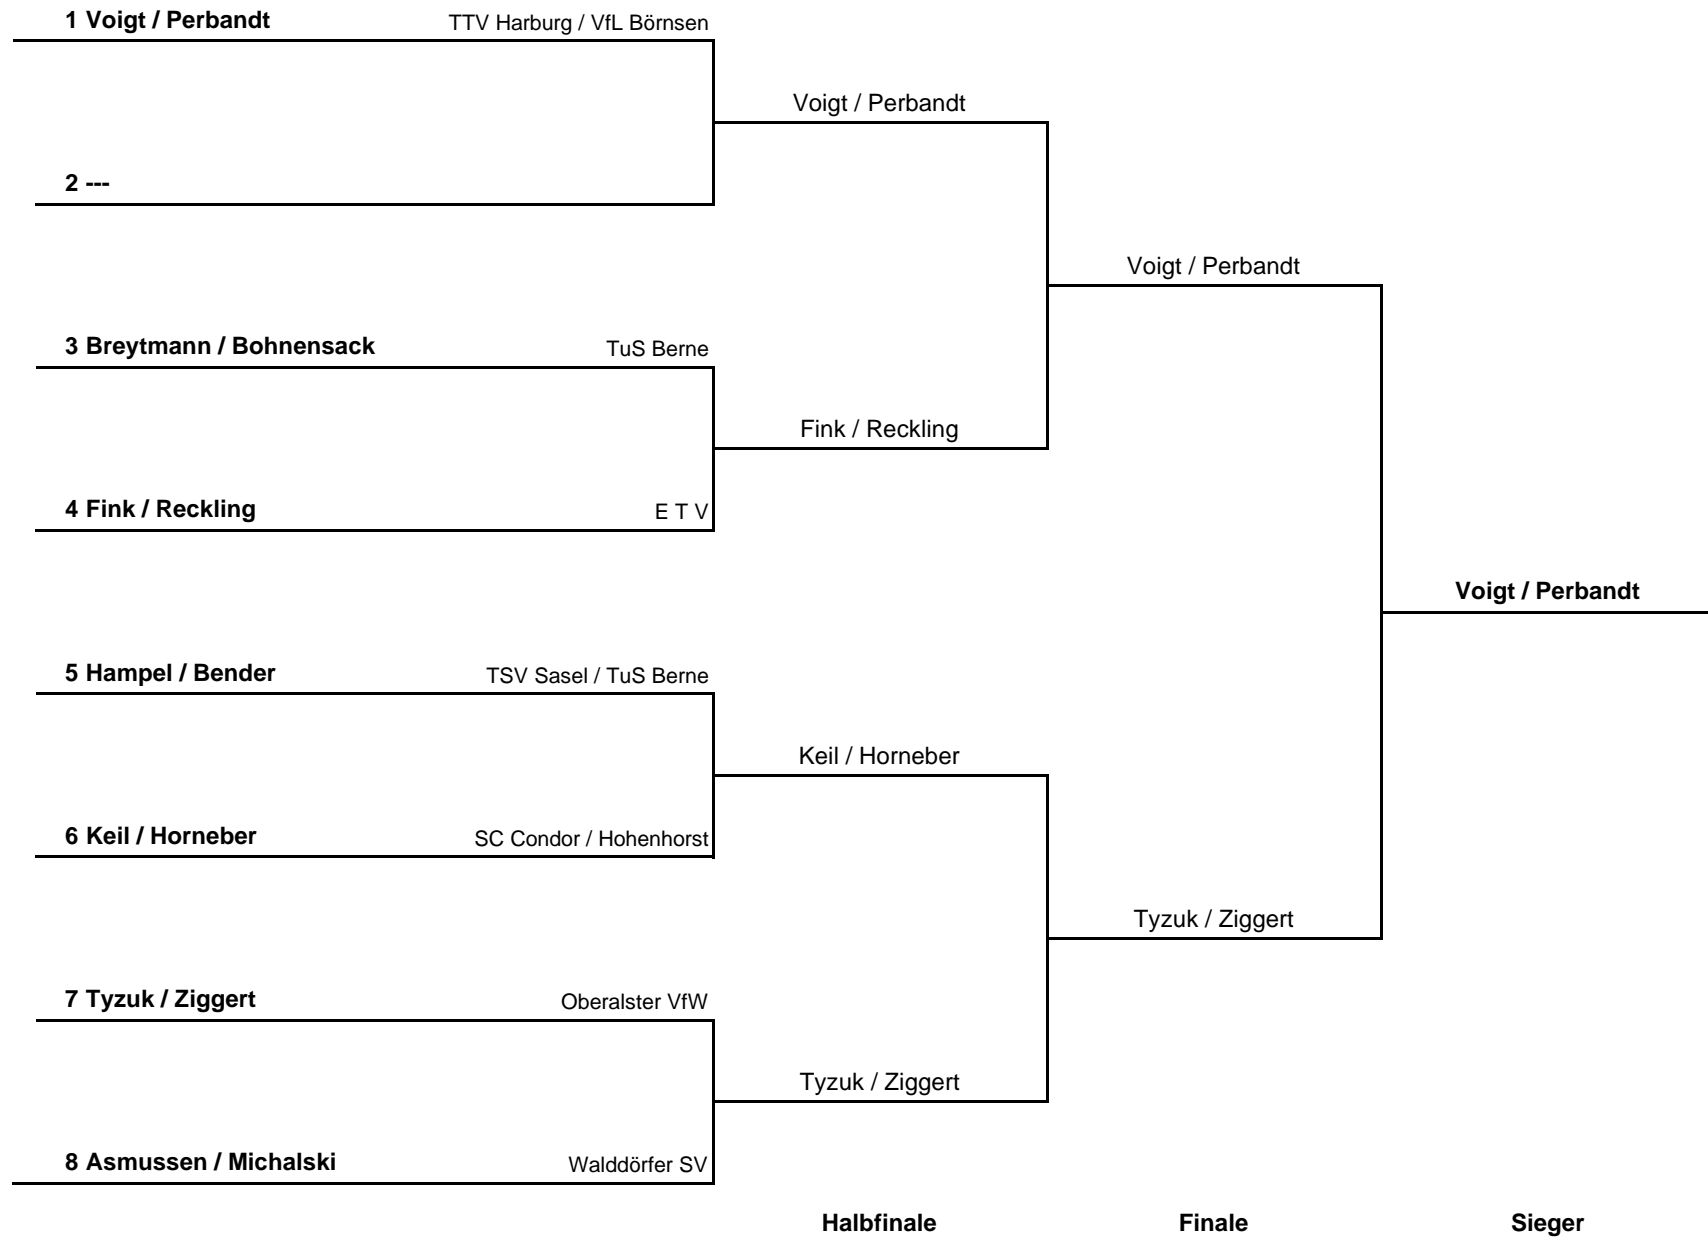 1 Voigt / Perbandt TTV Harburg / VfL Börnsen
Voigt / Perbandt
2 ---
Voigt / Perbandt
3 Breytmann / Bohnensack TuS Berne
Fink / Reckling
4 Fink / Reckling E T V
Voigt / Perbandt
5 Hampel / Bender TSV Sasel / TuS Berne
Keil / Horneber
6 Keil / Horneber SC Condor / Hohenhorst
Tyzuk / Ziggert
7 Tyzuk / Ziggert Oberalster VfW
Tyzuk / Ziggert
8 Asmussen / Michalski Walddörfer SV
Halbfinale Finale Sieger